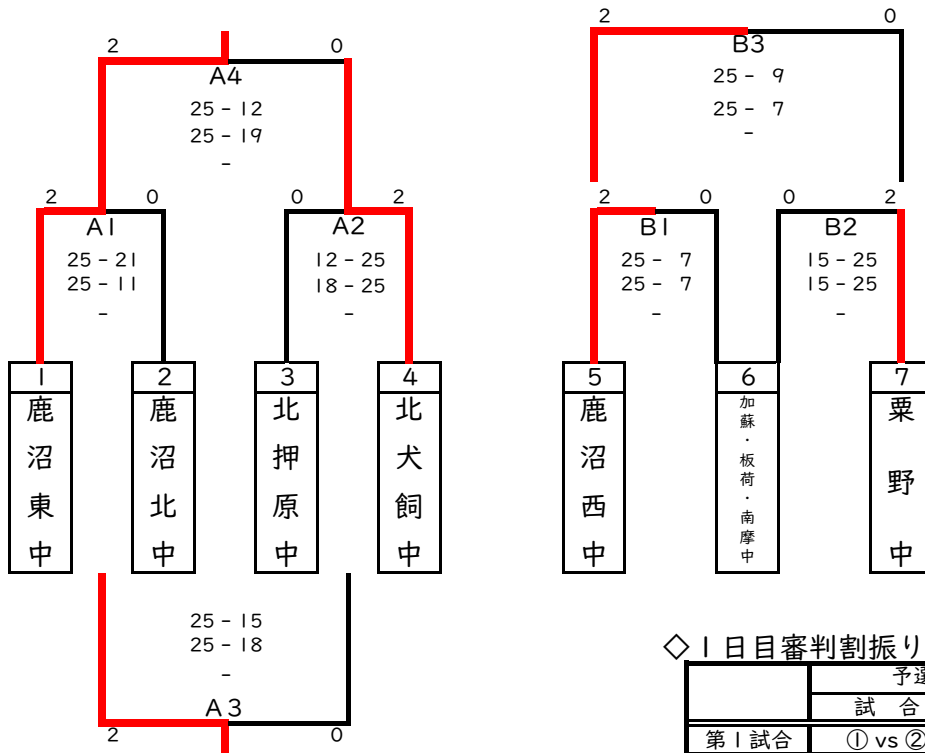 2 0
A4
25 - 12
25 - 19
-
2 0
B3
25 - 9
25 - 7
-
2 0
A1
25 - 21
25 - 11
-
0 2
A2
12 - 25
18 - 25
-
2 0
B1
25 - 7
25 - 7
-
0 2
B2
15 - 25
15 - 25
-
1
鹿沼東中
2
鹿沼北中
3
北押原中
4
北犬飼中
5
鹿沼西中
6
加蘇・板荷・南摩中
7
粟野中
25 - 15
25 - 18
-
A3
2 0
◇1日目審判割振り
予選
試 合
第1試合 ① vs ②